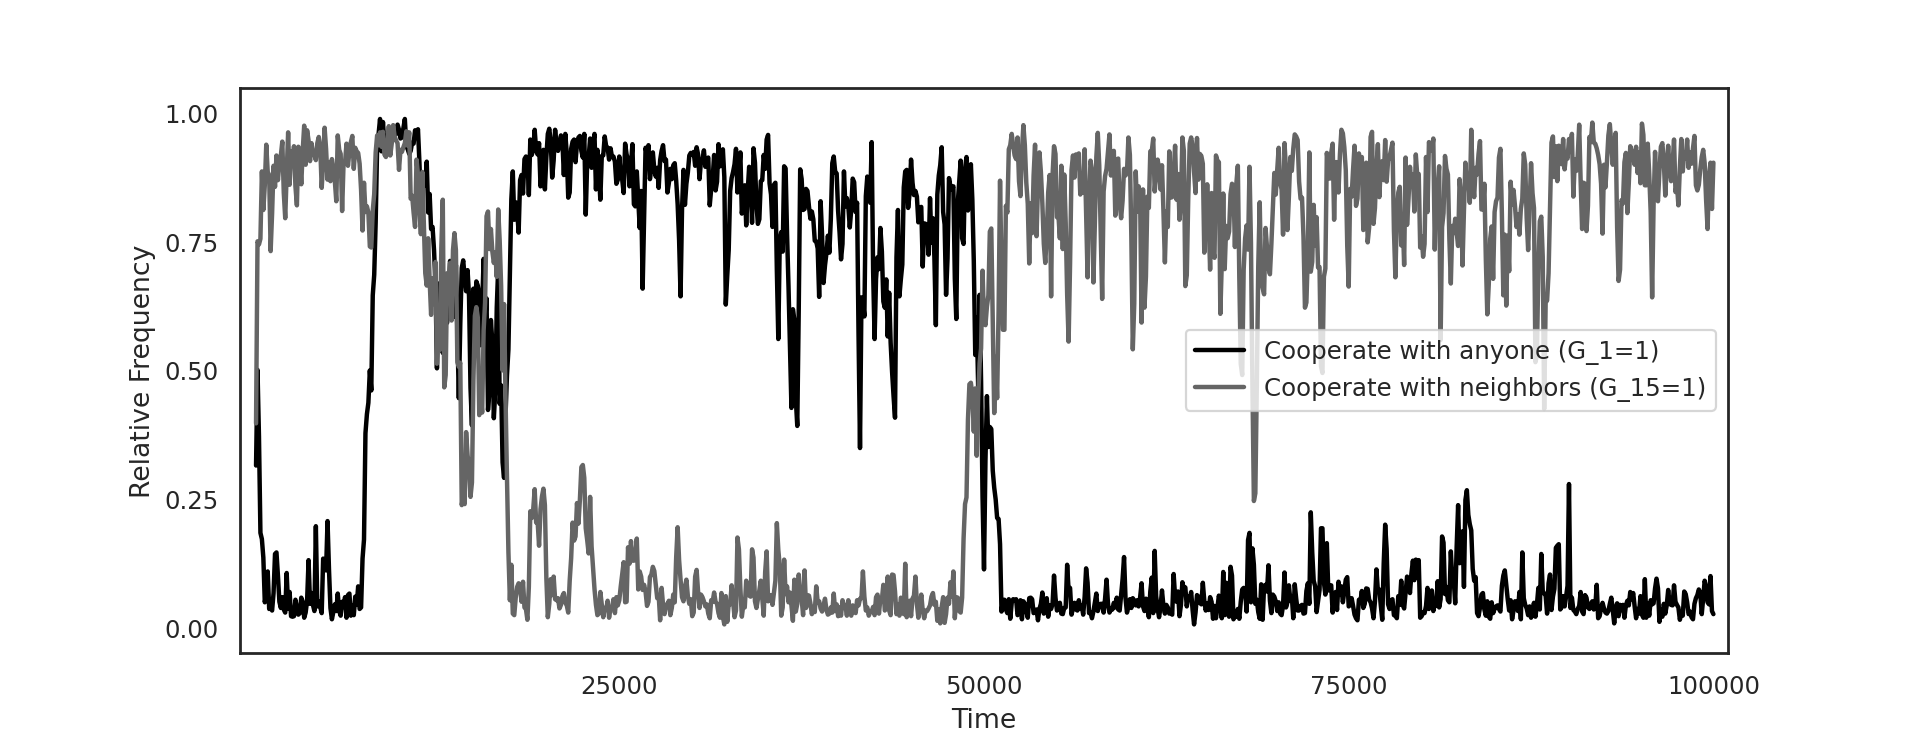 1.00
0.75
0.50
0.25
0.00
Relative Frequency
Cooperate with anyone (G_1=1)
Cooperate with neighbors (G_15=1)
25000
50000
75000
100000
Time